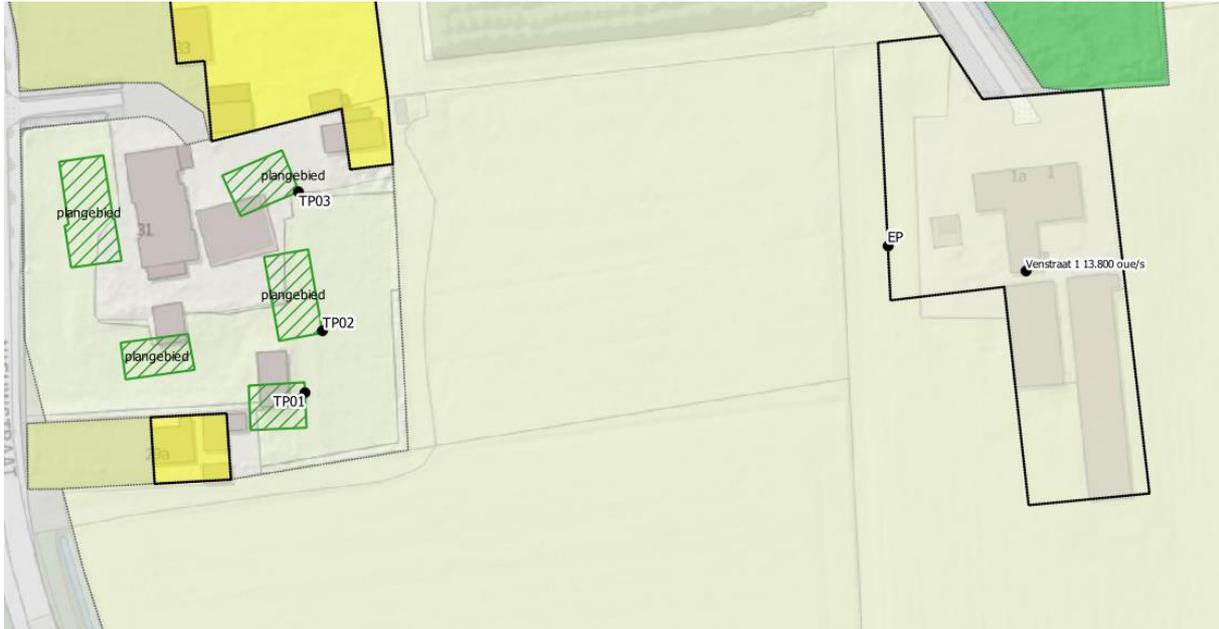 plangebied
TP03
plangebied
31
plangebied
TP02
plangebied
TP01
1a 1
EP
Venstraat 1 13.800 oue/s